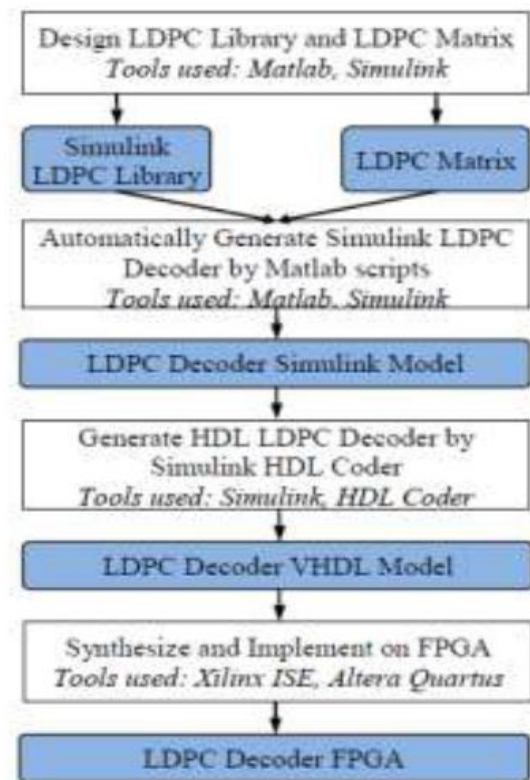 Design LDPC Library and LDPC Matrix
Tools used: Matlab, Simulink
Simulink
LDPC Library
LDPC Matrix
Automatically Generate Simulink LDPC
Decoder by Matlab scripts
Tools used: Matlab, Simulink
LDPC Decoder Simulink Model
Generate HDL LDPC Decoder by
Simulink HDL Coder
Tools used: Simulink, HDL Coder
LDPC Decoder VHDL Model
Synthesize and Implement on FPGA
Tools used: Xilinx ISE, Altera Quartus
LDPC Decoder FPGA